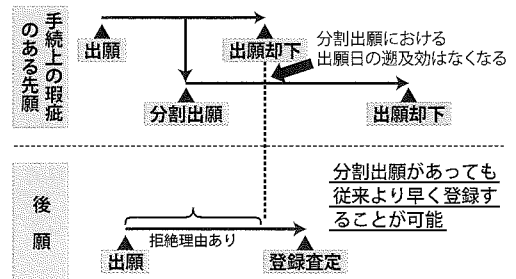 手続上の瑕疵
のある先願
出願
出願却下
分割出願における
出願日の遡及効はなくなる
分割出願
出願却下
後願
拒絶理由あり
出願
登録査定
分割出願があっても
従来より早く登録す
ることが可能